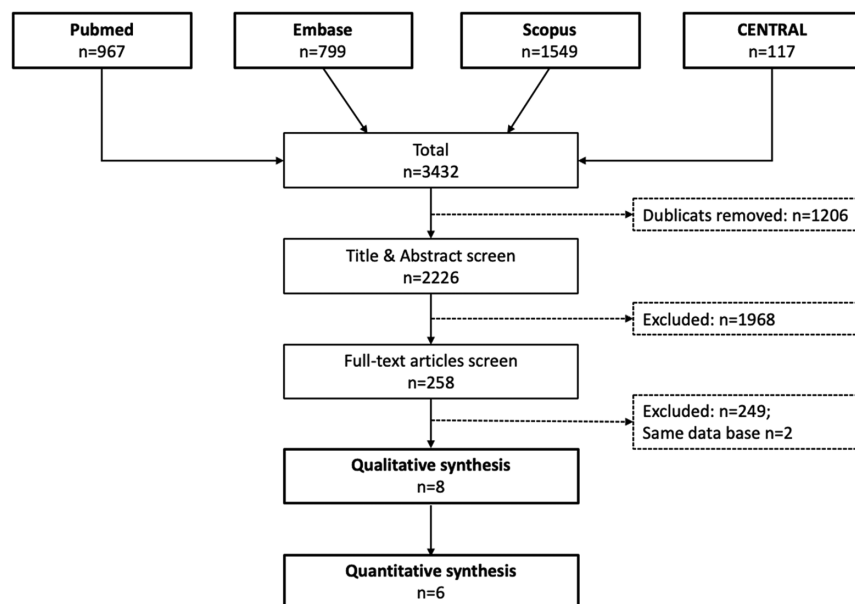 Pubmed
n=967
Embase
n=799
Scopus
n=1549
CENTRAL
n=117
Total
n=3432
Dublicats removed: n=1206
Title & Abstract screen
n=2226
Excluded: n=1968
Full-text articles screen
n=258
Excluded: n=249;
Same data base n=2
Qualitative synthesis
n=8
Quantitative synthesis
n=6